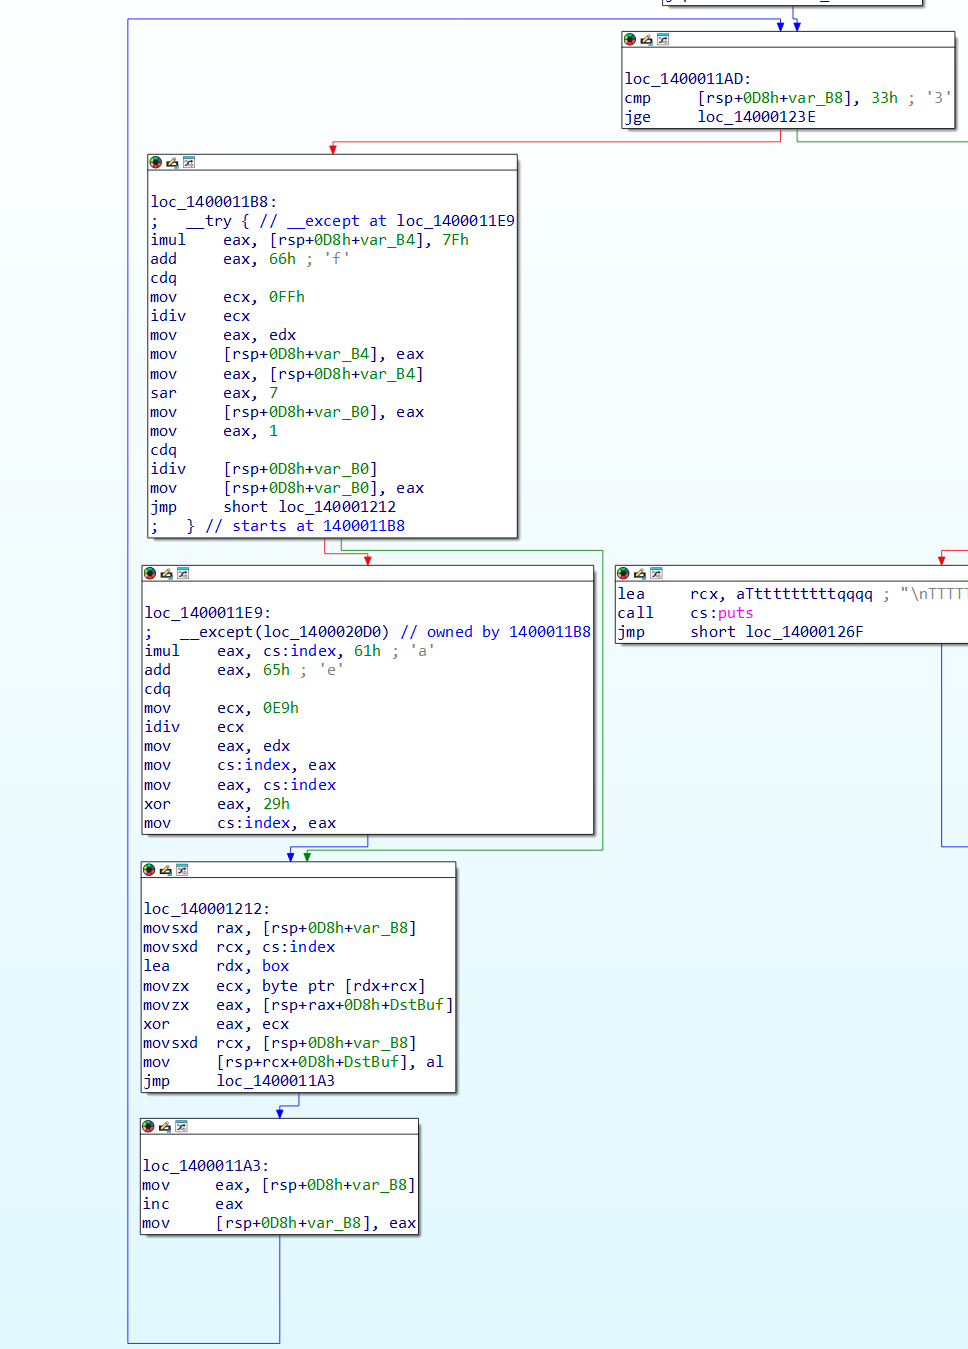 loc_1400011AD:
cmp [rsp+0D8h+var_B8], 33h ; '3'
jge loc_14000123E
loc_1400011B8:
; __try { // __except at loc_1400011E9
imul eax, [rsp+0D8h+var_B4], 7Fh
add eax, 66h ; 'f'
cdq
mov ecx, 0FFh
idiv ecx
mov eax, edx
mov [rsp+0D8h+var_B4], eax
mov eax, [rsp+0D8h+var_B4]
sar eax, 7
mov [rsp+0D8h+var_B0], eax
mov eax, 1
cdq
idiv [rsp+0D8h+var_B0]
mov [rsp+0D8h+var_B0], eax
jmp short loc_140001212
; } // starts at 1400011B8
loc_1400011E9:
; __except(loc_1400020D0) // owned by 1400011B8
imul eax, cs:index, 61h ; 'a'
add eax, 65h ; 'e'
cdq
mov ecx, 0E9h
idiv ecx
mov eax, edx
mov cs:index, eax
mov eax, cs:index
xor eax, 29h
mov cs:index, eax
lea rcx, aTtttttttttqqqq ; "\nTTTTT
call cs:puts
jmp short loc_14000126F
loc_140001212:
movsxd rax, [rsp+0D8h+var_B8]
movsxd rcx, cs:index
lea rdx, box
movzx ecx, byte ptr [rdx+rcx]
movzx eax, [rsp+rax+0D8h+DstBuf]
xor eax, ecx
movsxd rcx, [rsp+0D8h+var_B8]
mov [rsp+rcx+0D8h+DstBuf], al
jmp loc_1400011A3
loc_1400011A3:
mov eax, [rsp+0D8h+var_B8]
inc eax
mov [rsp+0D8h+var_B8], eax